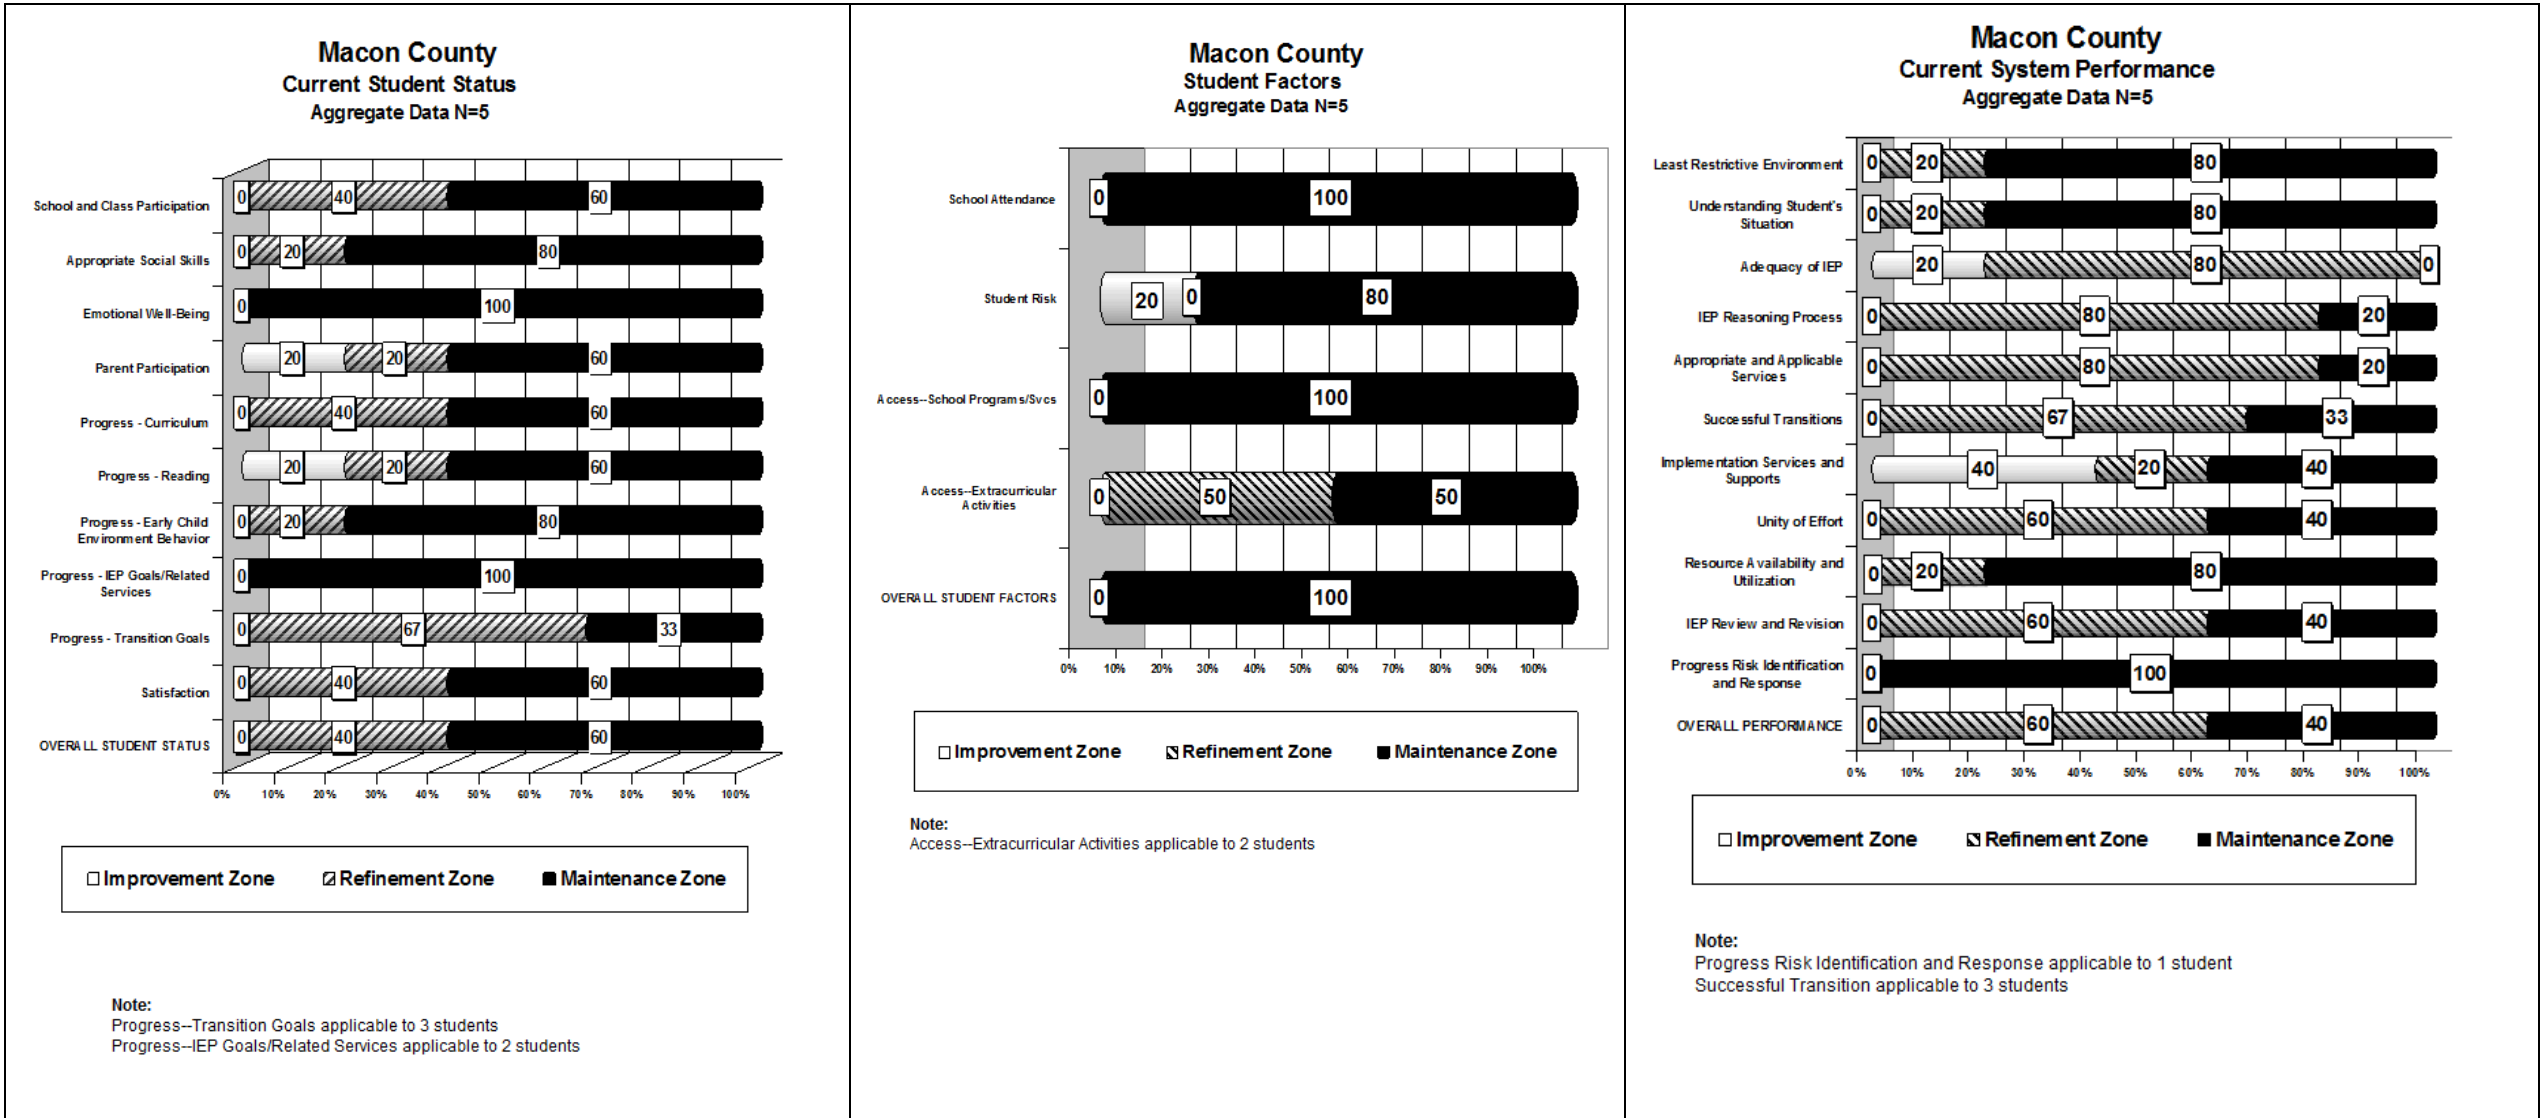 Macon County
Current Student Status
Aggregate Data N=5
School and Class Participation
0 40 60
Appropriate Social Skills
0 20 80
Emotional Well-Being
0 100
Parent Participation
20 20 60
Progress - Curriculum
0 40 60
Progress - Reading
20 20 60
Progress - Early Child
Environment Behavior
0 20 80
Progress - IEP Goals/Related
Services
0 100
Progress - Transition Goals
0 67 33
Satisfaction
0 40 60
OVERALL STUDENT STATUS
0 40 60
0% 10% 20% 30% 40% 50% 60% 70% 80% 90% 100%
Improvement Zone Refinement Zone Maintenance Zone
Note:
Progress--Transition Goals applicable to 3 students
Progress--IEP Goals/Related Services applicable to 2 students
Macon County
Student Factors
Aggregate Data N=5
School Attendance
0 100
Student Risk
20 0 80
Access--School Programs/Svcs
0 100
Access--Extracurricular
Activities
0 50 50
OVERALL STUDENT FACTORS
0 100
0% 10% 20% 30% 40% 50% 60% 70% 80% 90% 100%
Improvement Zone Refinement Zone Maintenance Zone
Note:
Access--Extracurricular Activities applicable to 2 students
Macon County
Current System Performance
Aggregate Data N=5
Least Restrictive Environment
0 20 80
Understanding Student's
Situation
0 20 80
Adequacy of IEP
20 80 0
IEP Reasoning Process
0 80 20
Appropriate and Applicable
Services
0 80 20
Successful Transitions
0 67 33
Implementation Services and
Supports
40 20 40
Unity of Effort
0 60 40
Resource Availability and
Utilization
0 20 80
IEP Review and Revision
0 60 40
Progress Risk Identification
and Response
0 100
OVERALL PERFORMANCE
0 60 40
0% 10% 20% 30% 40% 50% 60% 70% 80% 90% 100%
Improvement Zone Refinement Zone Maintenance Zone
Note:
Progress Risk Identification and Response applicable to 1 student
Successful Transition applicable to 3 students